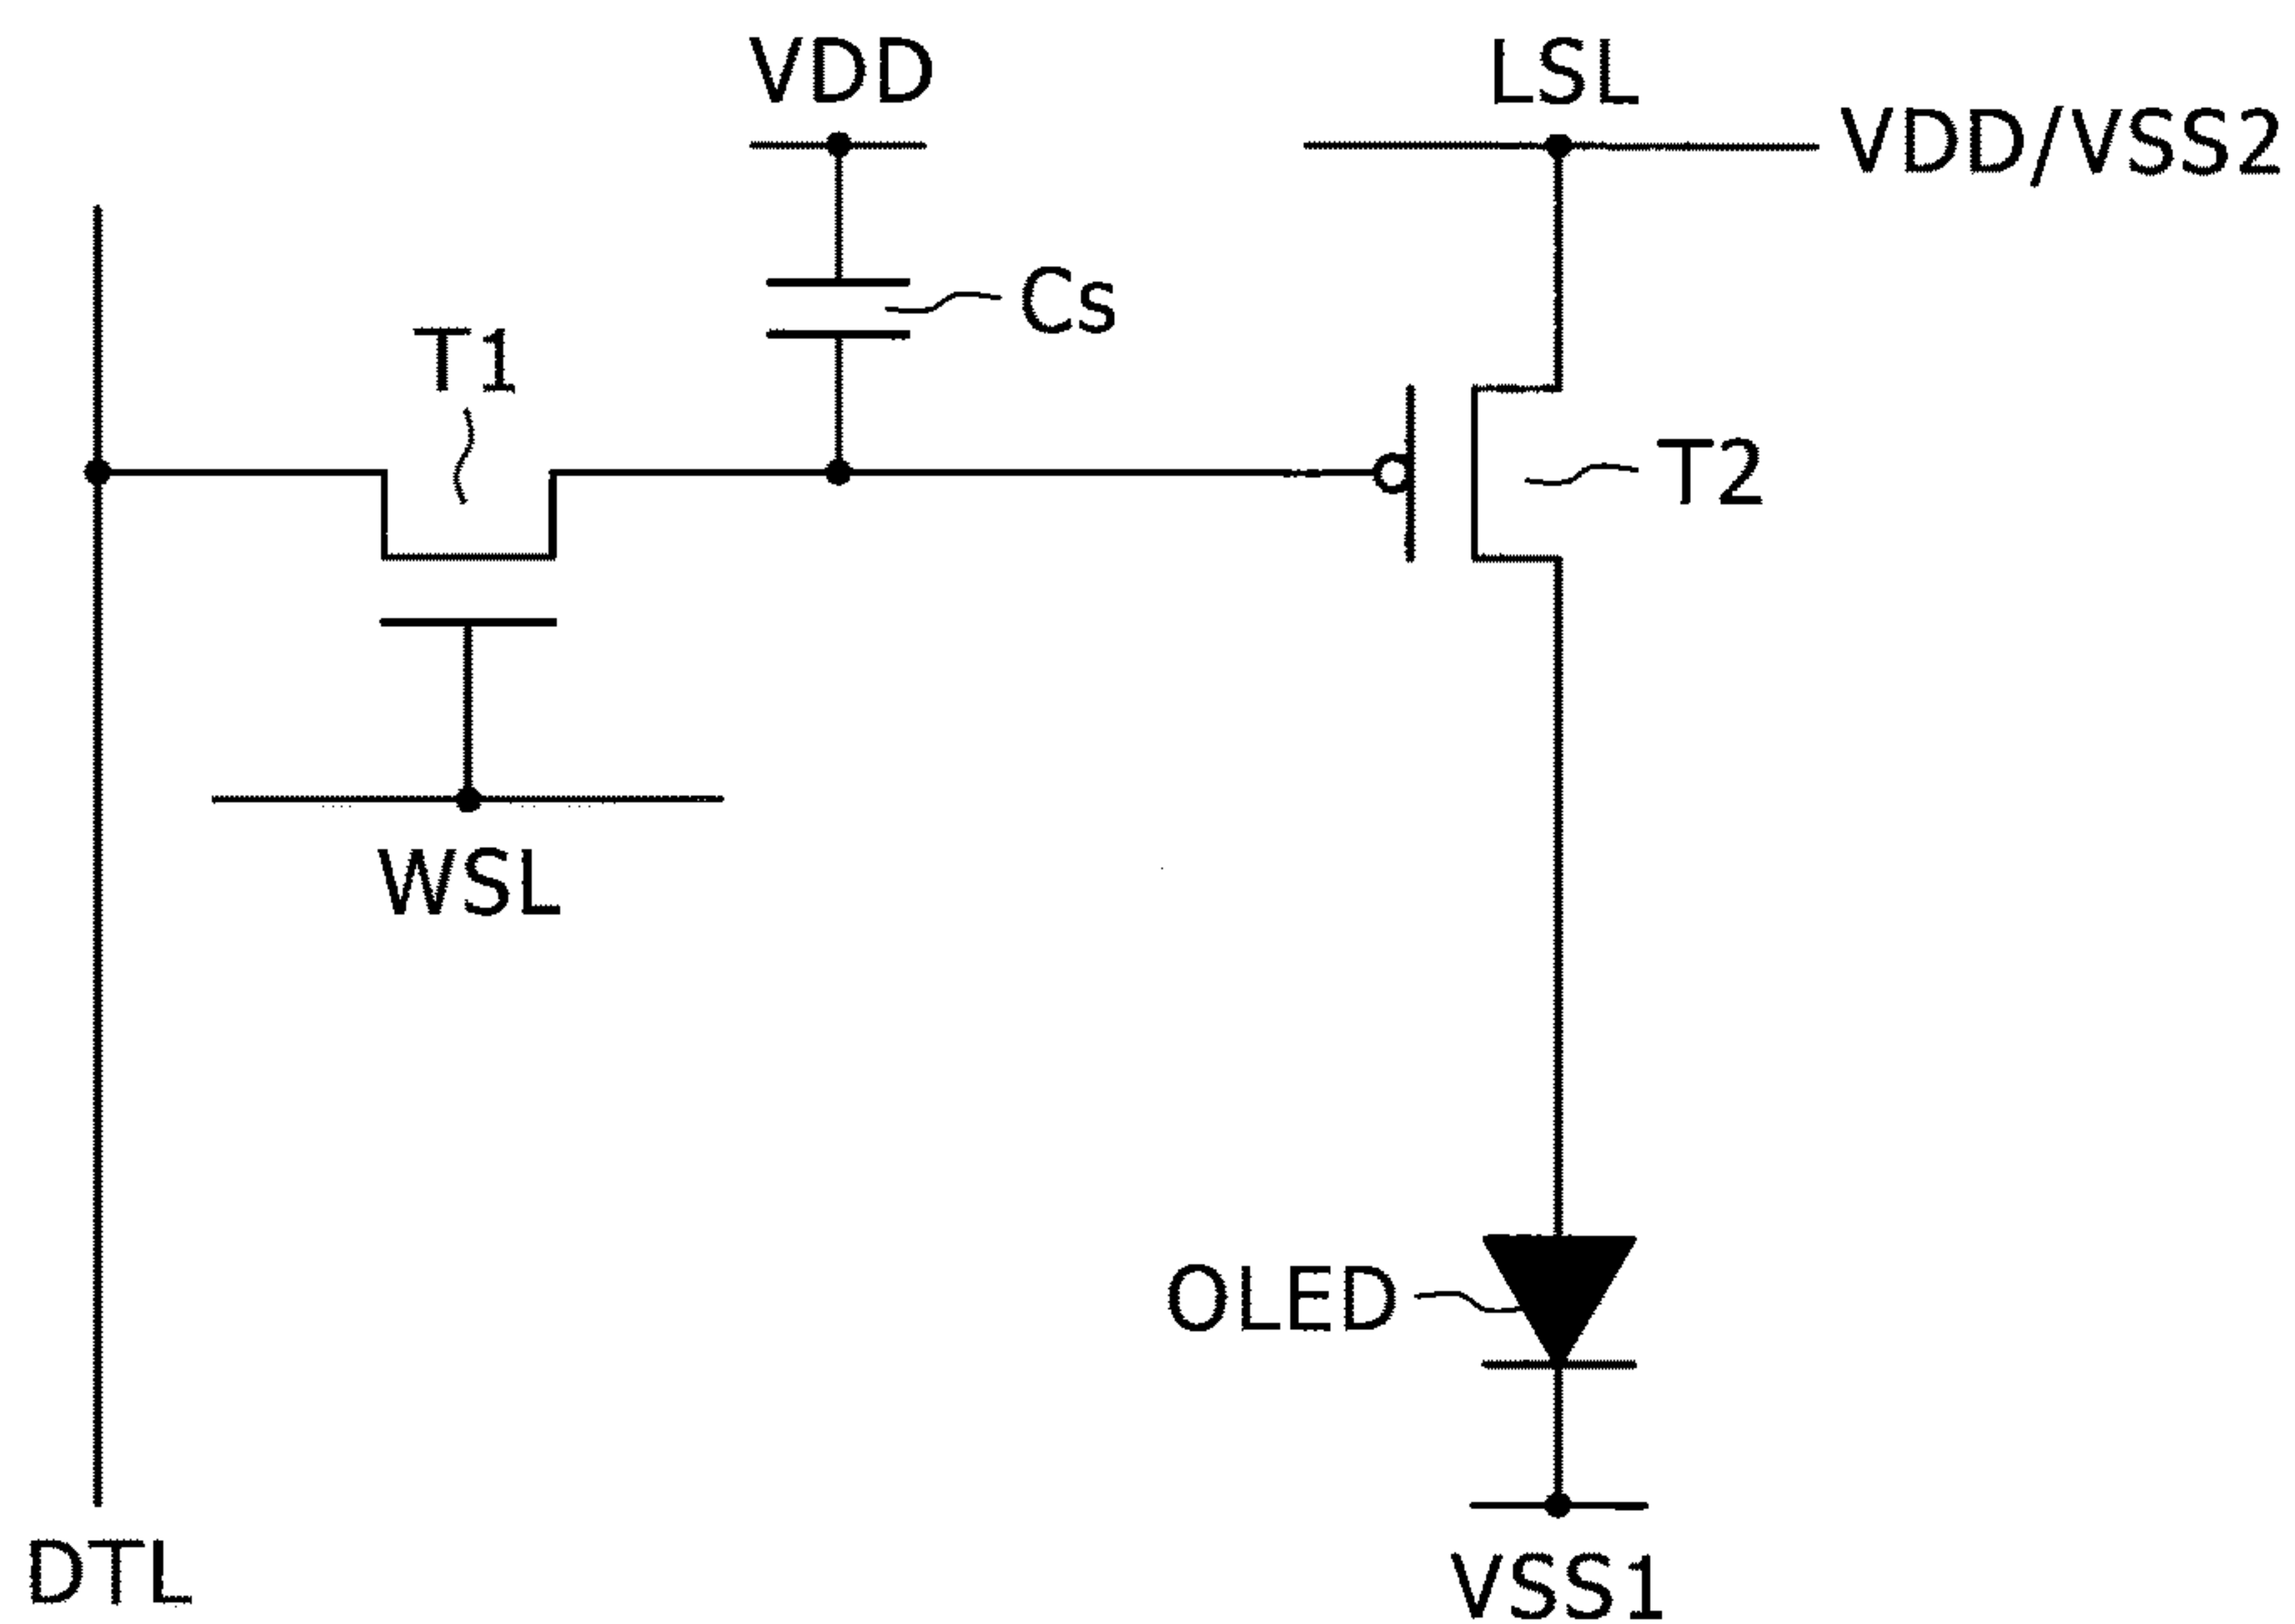 VDD
LSL
VDD/VSS2
Cs
T1
T2
WSL
OLED
DTL
VSS1